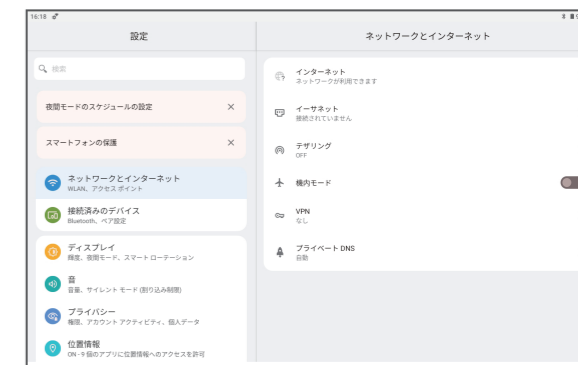 16:18
設定
検索
夜間モードのスケジュールの設定
スマートフォンの保護
ネットワークとインターネット
WLAN、アクセス ポイント
接続済みのデバイス
Bluetooth、ペア設定
ディスプレイ
輝度、夜間モード、スマート ローテーション
音
音量、サイレント モード (割り込み制限)
プライバシー
権限、アカウント アクティビティ、個人データ
位置情報
ON - 9 個のアプリに位置情報へのアクセスを許可
ネットワークとインターネット
インターネット
ネットワークが利用できます
イーサネット
接続されていません
テザリング
OFF
機内モード
VPN
なし
プライベート DNS
自動